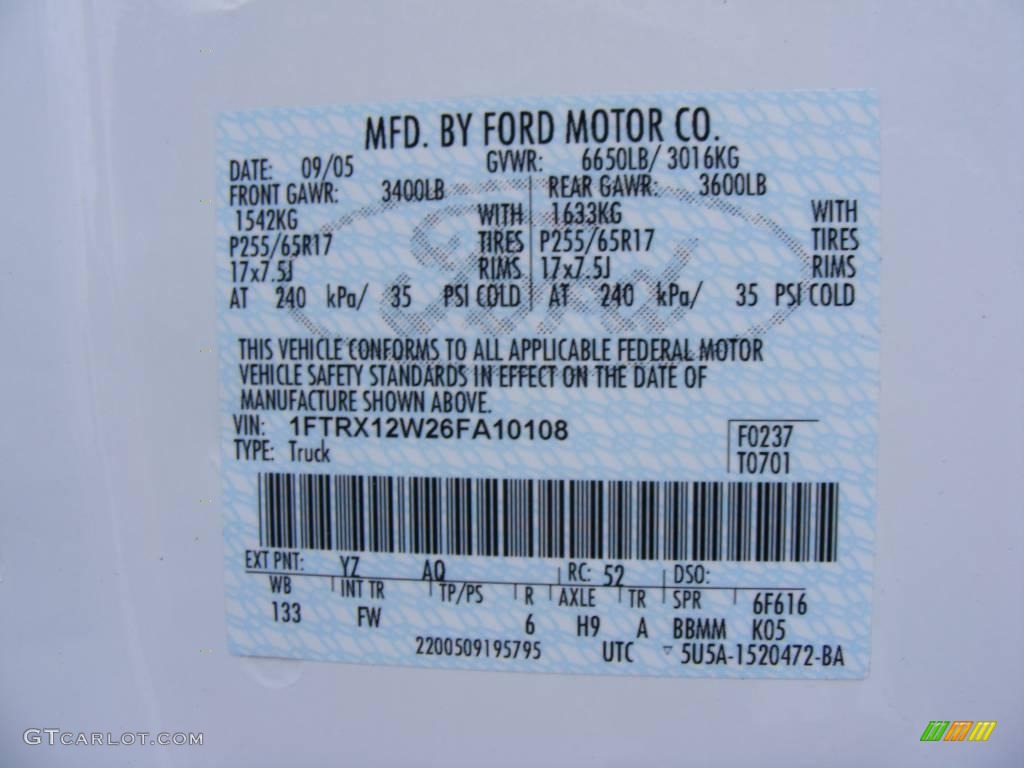 MFD. BY FORD MOTOR CO.
DATE: 09/05 GVWR: 6650LB/ 3016KG
FRONT GAWR: 3400LB REAR GAWR: 3600LB
1542KG WITH 1633KG WITH
P255/65R17 TIRES P255/65R17 TIRES
17x7.5J RIMS 17x7.5J RIMS
AT 240 kPa/ 35 PSI COLD AT 240 kPa/ 35 PSI COLD
THIS VEHICLE CONFORMS TO ALL APPLICABLE FEDERAL MOTOR
VEHICLE SAFETY STANDARDS IN EFFECT ON THE DATE OF
MANUFACTURE SHOWN ABOVE.
VIN: 1FTRX12W26FA10108 F0237
TYPE: Truck T0701
EXT PNT: YZ AQ RC: 52 DSO:
WB INT TR TP/PS R AXLE TR SPR 6F616
133 FW 6 H9 A BBMM K05
2200509195795 UTC ▽ 5U5A-1520472-BA
GTCARLOT.COM